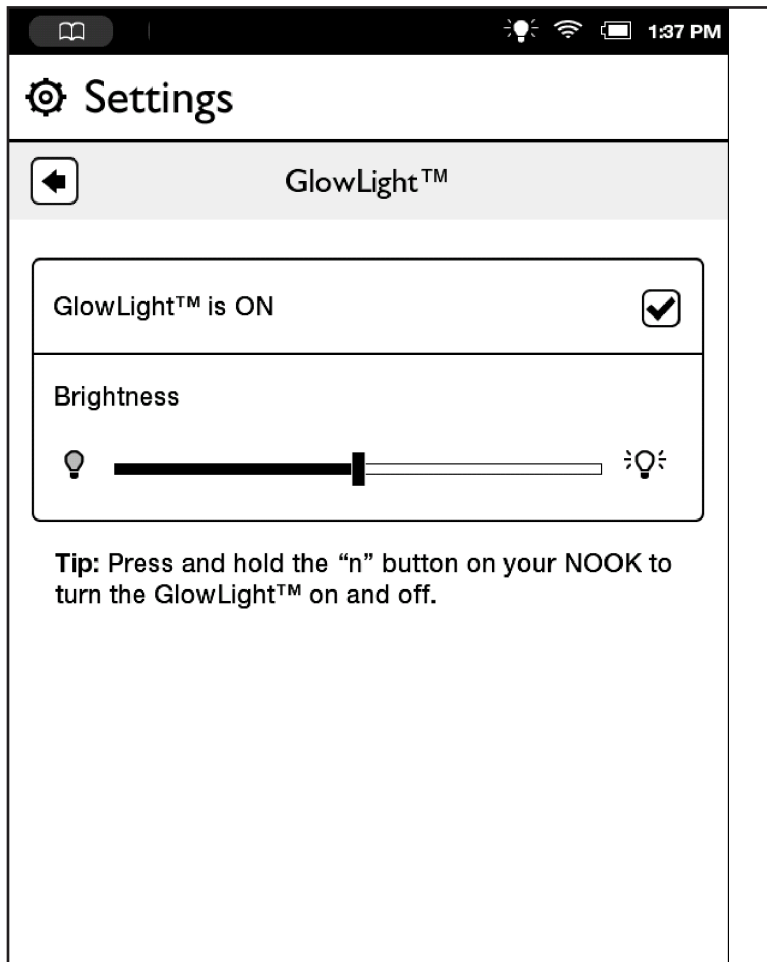 1:37 PM
Settings
GlowLight™
GlowLight™ is ON
Brightness
Tip: Press and hold the “n” button on your NOOK to
turn the GlowLight™ on and off.